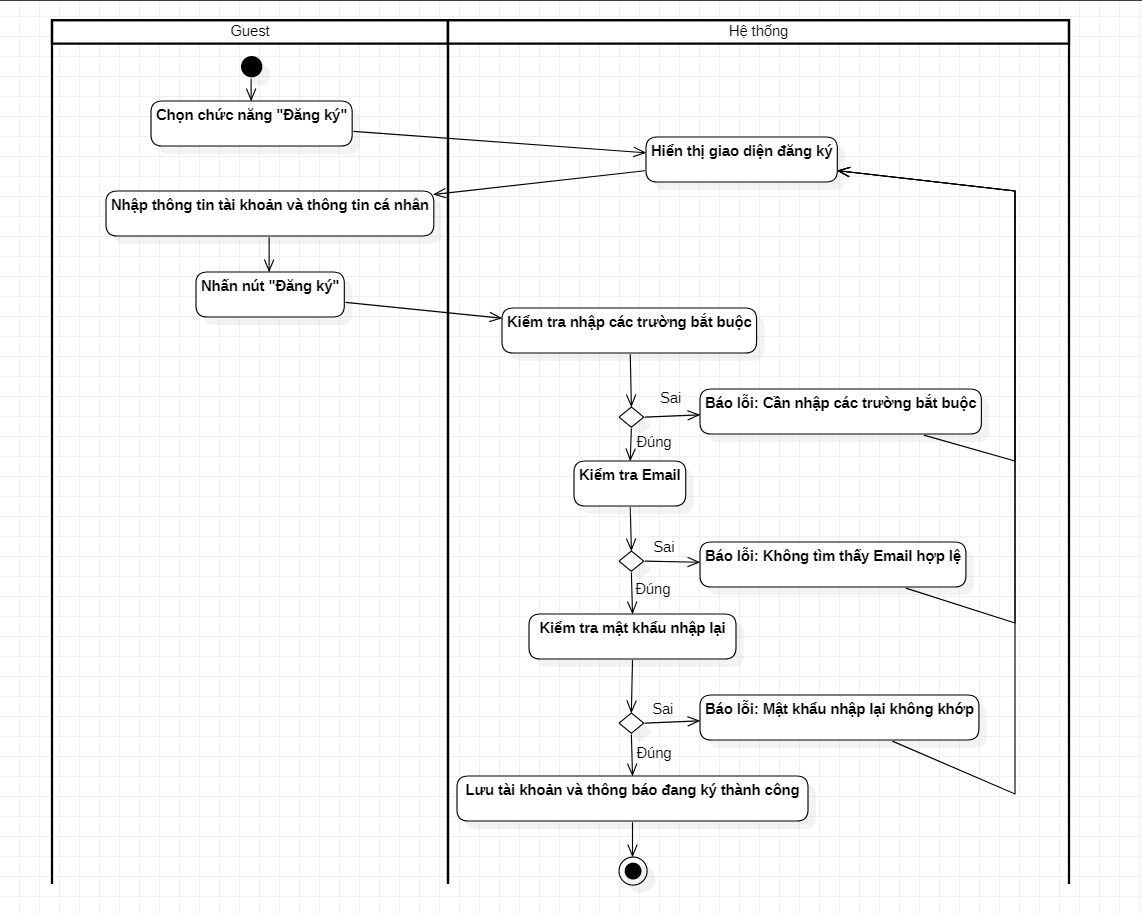 Guest
Hệ thống
Chọn chức năng "Đăng ký"
Hiển thị giao diện đăng ký
Nhập thông tin tài khoản và thông tin cá nhân
Nhấn nút "Đăng ký"
Kiểm tra nhập các trường bắt buộc
Sai
Báo lỗi: Cần nhập các trường bắt buộc
Đúng
Kiểm tra Email
Sai
Báo lỗi: Không tìm thấy Email hợp lệ
Đúng
Kiểm tra mật khẩu nhập lại
Sai
Báo lỗi: Mật khẩu nhập lại không khớp
Đúng
Lưu tài khoản và thông báo đang ký thành công